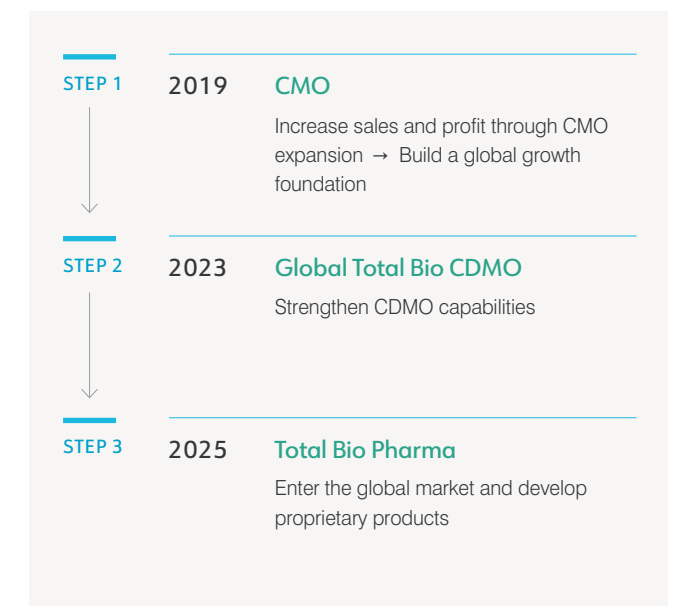 STEP 1
2019
CMO
Increase sales and profit through CMO
expansion → Build a global growth
foundation
STEP 2
2023
Global Total Bio CDMO
Strengthen CDMO capabilities
STEP 3
2025
Total Bio Pharma
Enter the global market and develop
proprietary products